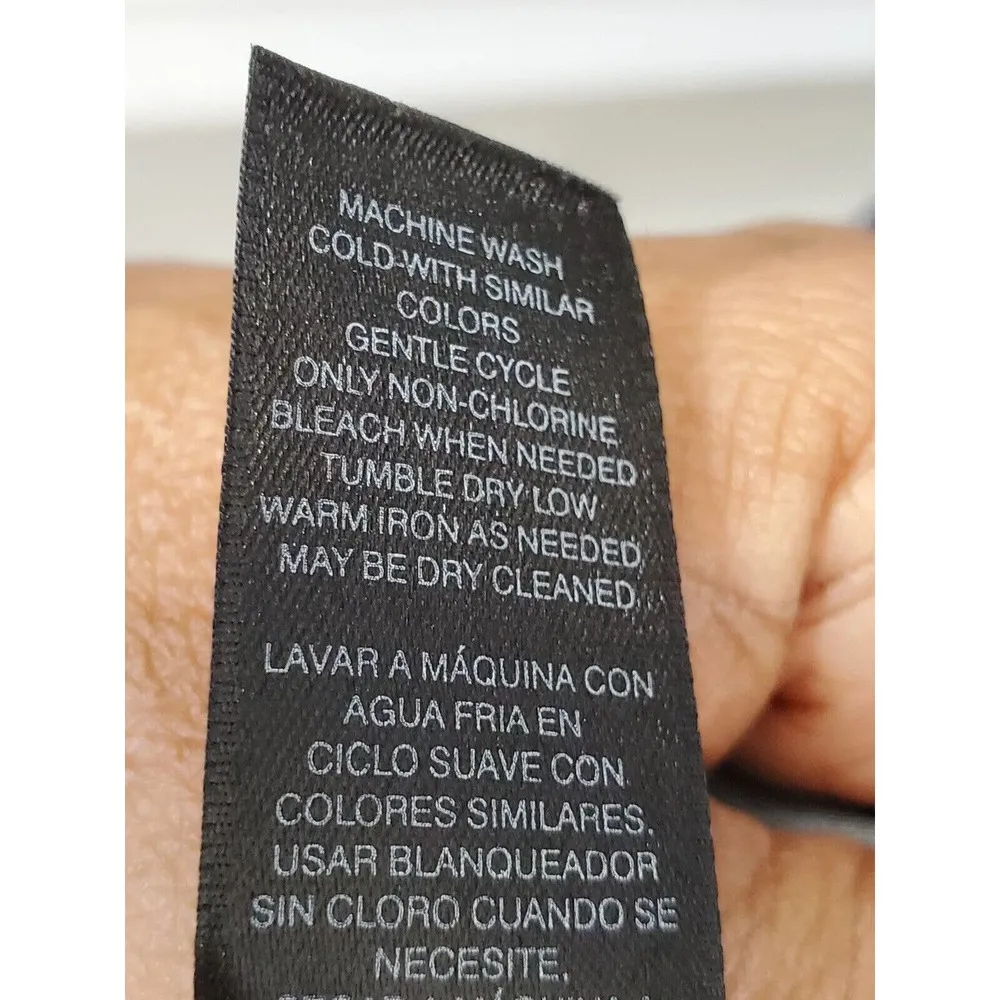 MACHINE WASH
COLD-WITH SIMILAR
COLORS
GENTLE CYCLE
ONLY NON-CHLORINE
BLEACH WHEN NEEDED
TUMBLE DRY LOW
WARM IRON AS NEEDED,
MAY BE DRY CLEANED
LAVAR A MÁQUINA CON
AGUA FRIA EN
CICLO SUAVE CON
COLORES SIMILARES.
USAR BLANQUEADOR
SIN CLORO CUANDO SE
NECESITE,